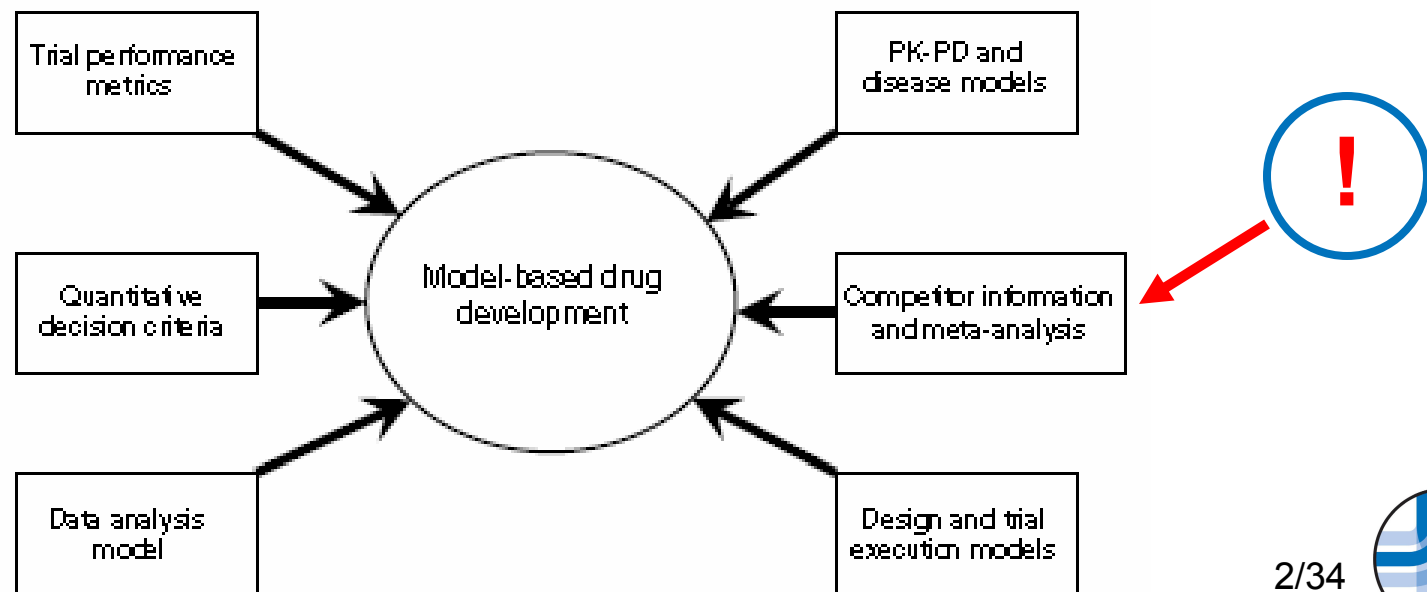 Trial performance
metrics
PK-PD and
disease models
!
Quantitative
decision criteria
Model-based drug
development
Competitor information
and meta-analysis
Data analysis
model
Design and trial
execution models
2/34